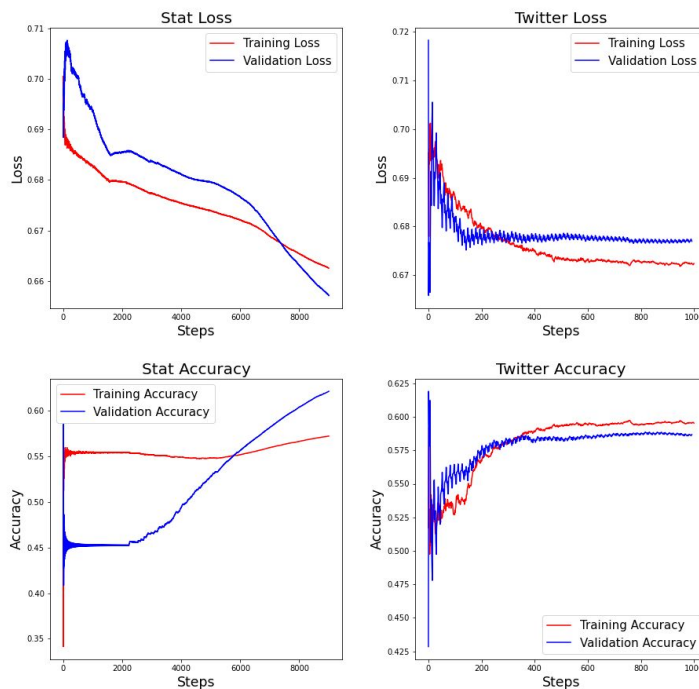 Stat Loss
0.71
0.70
0.69
0.68
0.67
0.66
Loss
Training Loss
Validation Loss
0
2000
4000
6000
8000
Steps
Twitter Loss
0.72
0.71
0.70
0.69
0.68
0.67
Loss
Training Loss
Validation Loss
0
200
400
600
800
1000
Steps
Stat Accuracy
0.60
0.55
0.50
0.45
0.40
0.35
Accuracy
Training Accuracy
Validation Accuracy
0
2000
4000
6000
8000
Steps
Twitter Accuracy
0.625
0.600
0.575
0.550
0.525
0.500
0.475
0.450
0.425
Accuracy
Training Accuracy
Validation Accuracy
0
200
400
600
800
1000
Steps